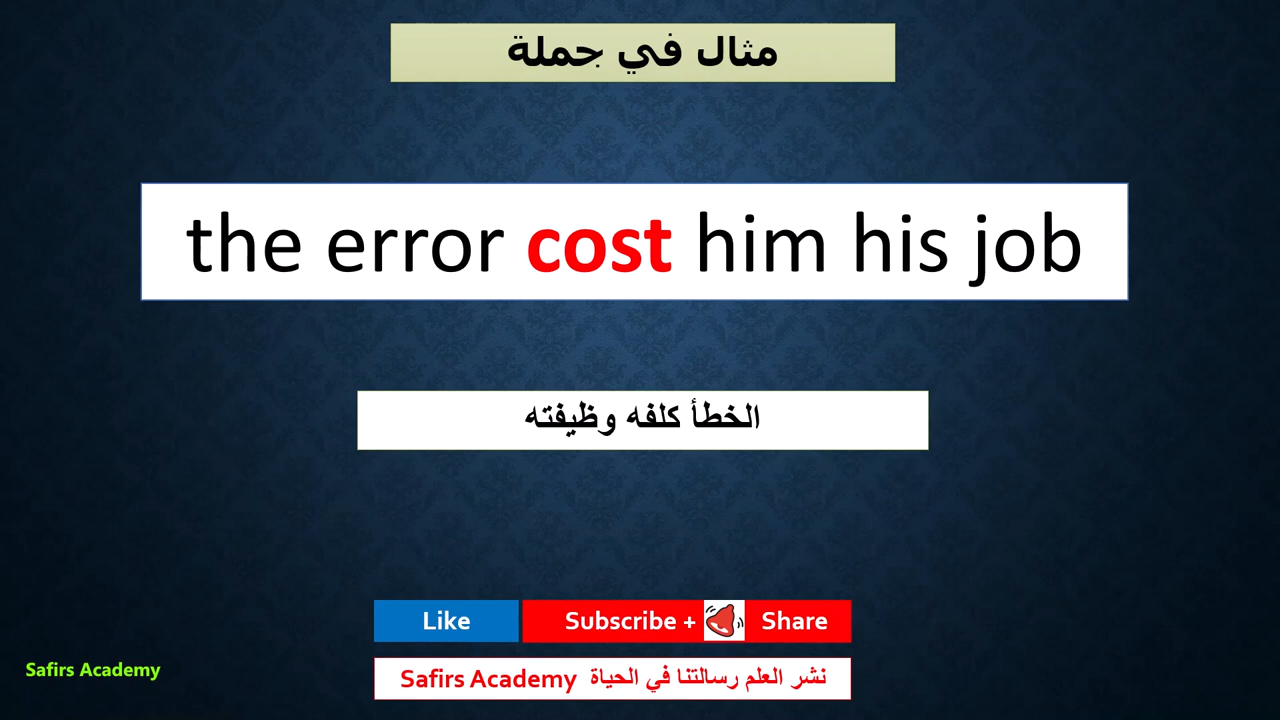 مثال في جملة
the error cost him his job
الخطأ كلفه وظيفته
Like Subscribe + Share
Safirs Academy
Safirs Academy نشر العلم رسالتنا في الحياة